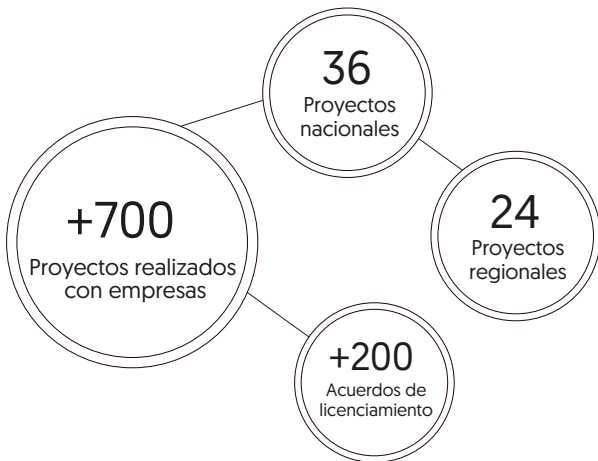 36
Proyectos
nacionales
+700
Proyectos realizados
con empresas
24
Proyectos
regionales
+200
Acuerdos de
licenciamiento